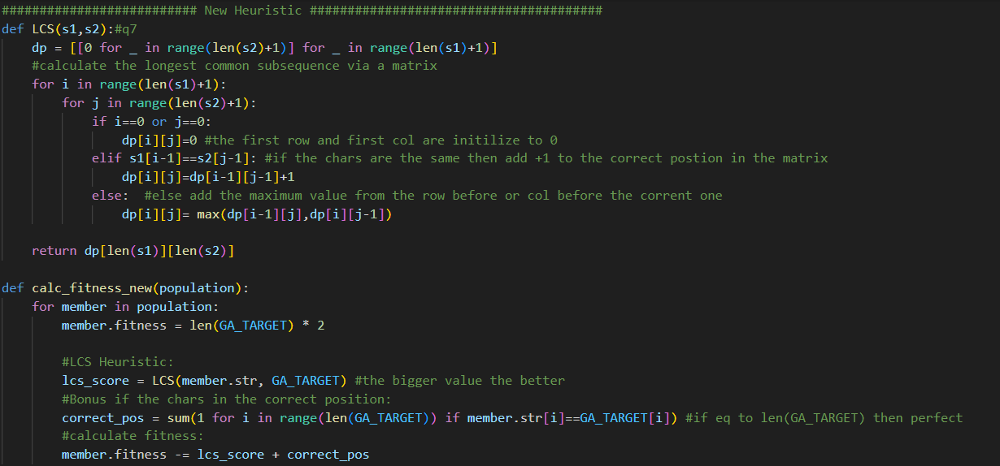 ########################## New Heuristic #######################################
def LCS(s1,s2):#q7
    dp = [[0 for _ in range(len(s2)+1)] for _ in range(len(s1)+1)]
    #calculate the longest common subsequence via a matrix
    for i in range(len(s1)+1):
        for j in range(len(s2)+1):
            if i==0 or j==0:
                dp[i][j]=0 #the first row and first col are initilize to 0
            elif s1[i-1]==s2[j-1]: #if the chars are the same then add +1 to the correct postion in the matrix
                dp[i][j]=dp[i-1][j-1]+1
            else:  #else add the maximum value from the row before or col before the corrent one
                dp[i][j]= max(dp[i-1][j],dp[i][j-1])
    return dp[len(s1)][len(s2)]
def calc_fitness_new(population):
    for member in population:
        member.fitness = len(GA_TARGET) * 2
        #LCS Heuristic:
        lcs_score = LCS(member.str, GA_TARGET) #the bigger value the better
        #Bonus if the chars in the correct position:
        correct_pos = sum(1 for i in range(len(GA_TARGET)) if member.str[i]==GA_TARGET[i]) #if eq to len(GA_TARGET) then perfect
        #calculate fitness:
        member.fitness -= lcs_score + correct_pos